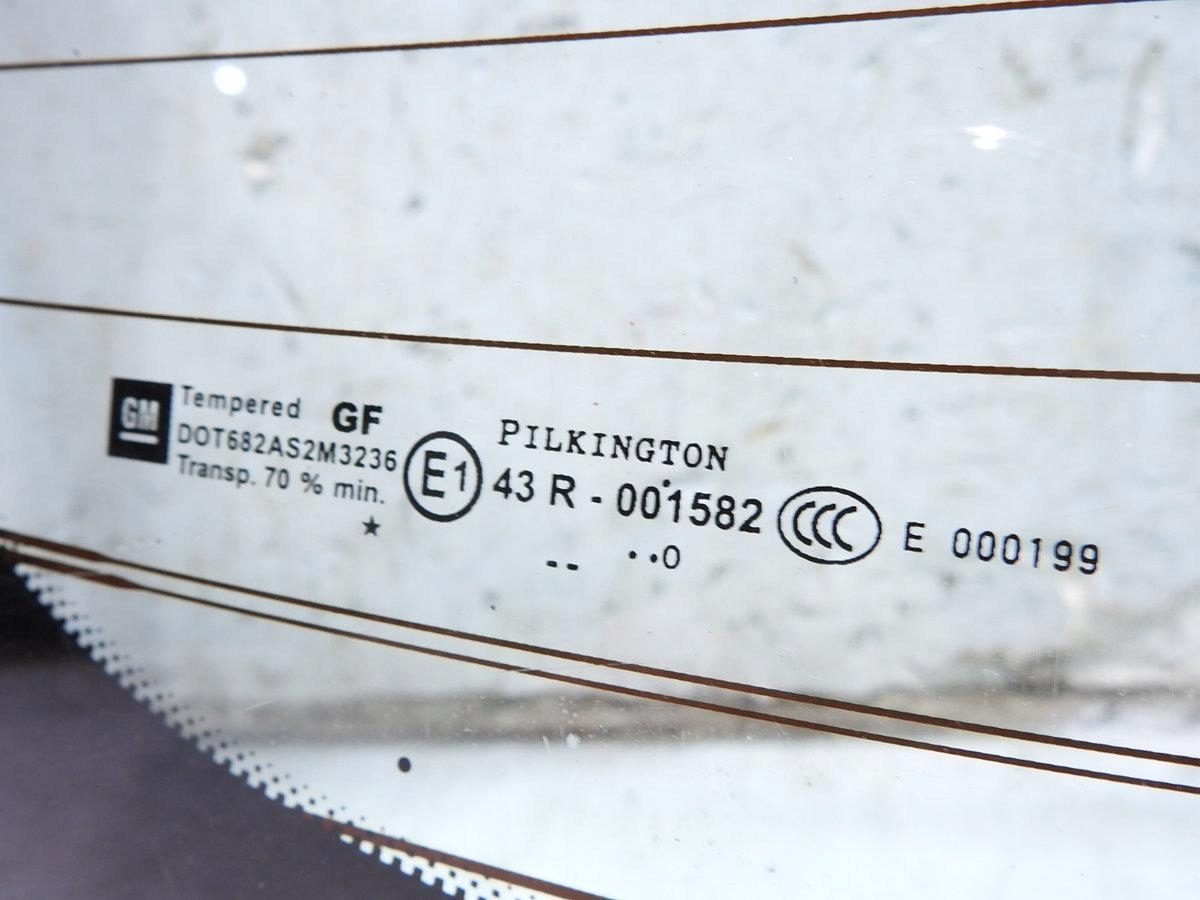 GM
Tempered GF
DOT682AS2M3236
Transp. 70 % min.
E1
PILKINGTON
43 R - 001582
CCC
E 000199
-- ··O